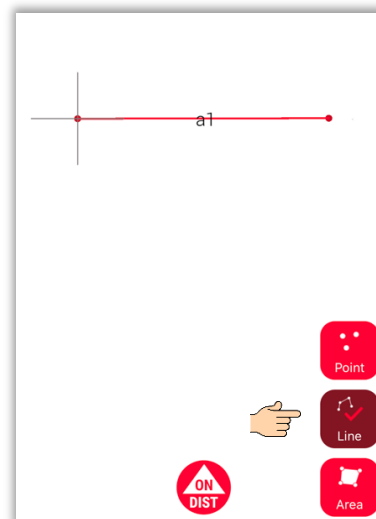 a1
Point
Line
ON
DIST
Area